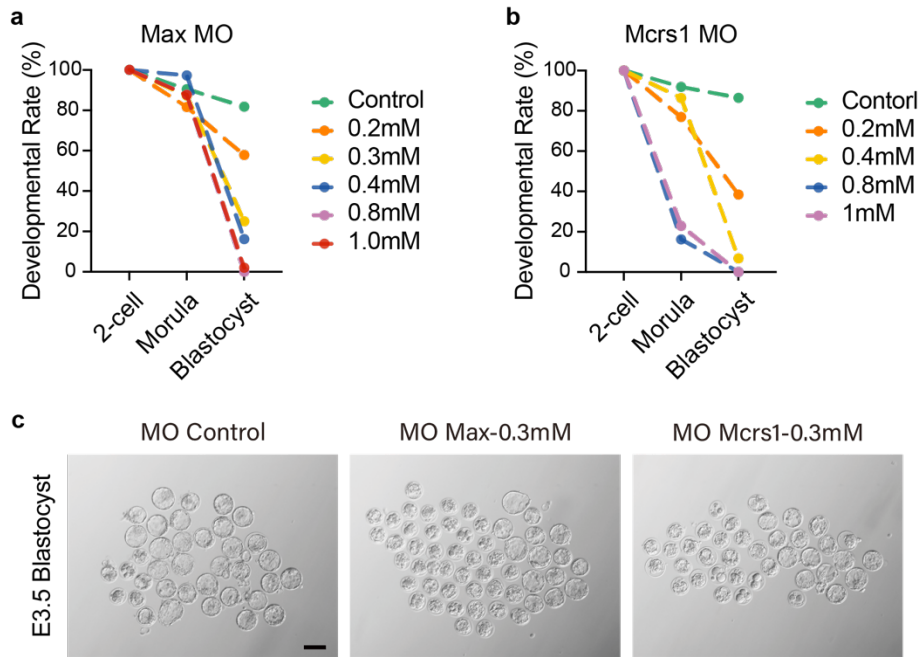 a
Max MO
Developmental Rate (%)
100
80
60
40
20
0
2-cell
Morula
Blastocyst
Control
0.2mM
0.3mM
0.4mM
0.8mM
1.0mM
b
Mcrs1 MO
Developmental Rate (%)
100
80
60
40
20
0
2-cell
Morula
Blastocyst
Contorl
0.2mM
0.4mM
0.8mM
1mM
c
MO Control
MO Max-0.3mM
MO Mcrs1-0.3mM
E3.5 Blastocyst